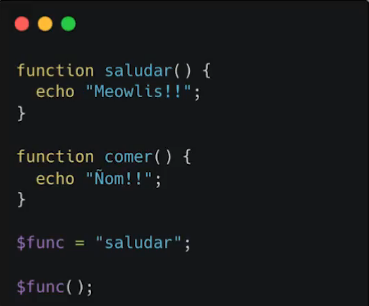 function saludar() {
  echo "Meowlis!!";
}
function comer() {
  echo "Ñom!!";
}
$func = "saludar";
$func();